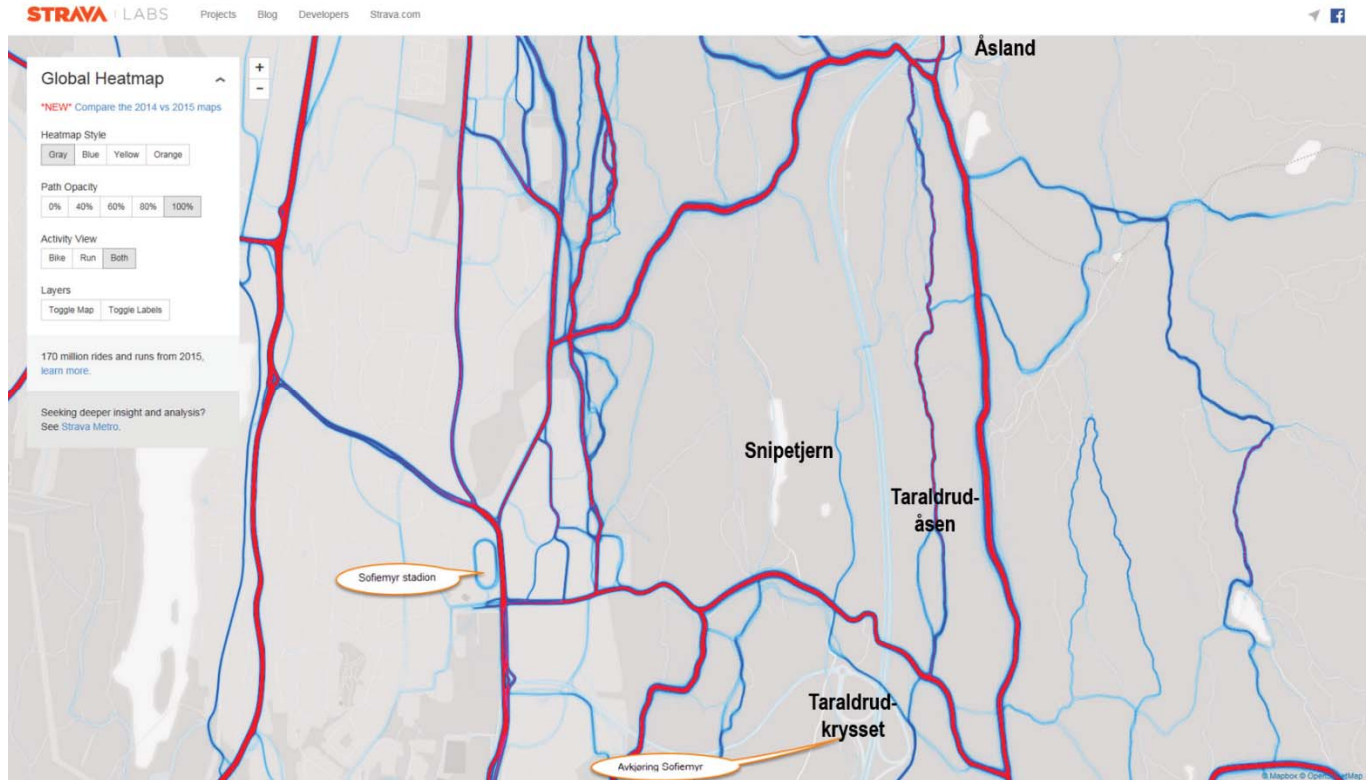 STRAVA LABS Projects Blog Developers Strava.com
Global Heatmap
+
−
*NEW* Compare the 2014 vs 2015 maps
Heatmap Style
Gray Blue Yellow Orange
Path Opacity
0% 40% 60% 80% 100%
Activity View
Bike Run Both
Layers
Toggle Map Toggle Labels
170 million rides and runs from 2015,
learn more.
Seeking deeper insight and analysis?
See Strava Metro.
Åsland
Snipetjern
Taraldrud-
åsen
Sofiemyr stadion
Taraldrud-
krysset
Avkjøring Sofiemyr
© Mapbox © OpenStreetMap